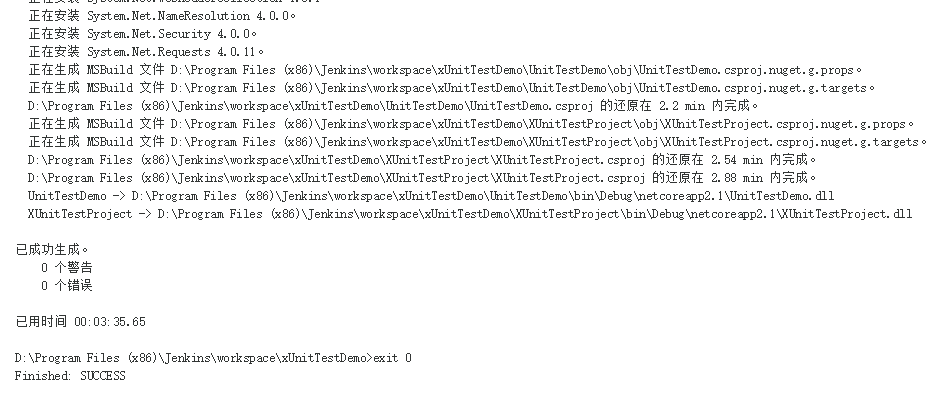 正在安装 System.Net.NameResolution 4.0.0。
正在安装 System.Net.Security 4.0.0。
正在安装 System.Net.Requests 4.0.11。
正在生成 MSBuild 文件 D:\Program Files (x86)\Jenkins\workspace\xUnitTestDemo\UnitTestDemo\obj\UnitTestDemo.csproj.nuget.g.props。
正在生成 MSBuild 文件 D:\Program Files (x86)\Jenkins\workspace\xUnitTestDemo\UnitTestDemo\obj\UnitTestDemo.csproj.nuget.g.targets。
D:\Program Files (x86)\Jenkins\workspace\xUnitTestDemo\UnitTestDemo\UnitTestDemo.csproj 的还原在 2.2 min 内完成。
正在生成 MSBuild 文件 D:\Program Files (x86)\Jenkins\workspace\xUnitTestDemo\XUnitTestProject\obj\XUnitTestProject.csproj.nuget.g.props。
正在生成 MSBuild 文件 D:\Program Files (x86)\Jenkins\workspace\xUnitTestDemo\XUnitTestProject\obj\XUnitTestProject.csproj.nuget.g.targets。
D:\Program Files (x86)\Jenkins\workspace\xUnitTestDemo\XUnitTestProject\XUnitTestProject.csproj 的还原在 2.54 min 内完成。
D:\Program Files (x86)\Jenkins\workspace\xUnitTestDemo\XUnitTestProject\XUnitTestProject.csproj 的还原在 2.88 min 内完成。
UnitTestDemo -> D:\Program Files (x86)\Jenkins\workspace\xUnitTestDemo\UnitTestDemo\bin\Debug\netcoreapp2.1\UnitTestDemo.dll
XUnitTestProject -> D:\Program Files (x86)\Jenkins\workspace\xUnitTestDemo\XUnitTestProject\bin\Debug\netcoreapp2.1\XUnitTestProject.dll
已成功生成。
0 个警告
0 个错误
已用时间 00:03:35.65
D:\Program Files (x86)\Jenkins\workspace\xUnitTestDemo>exit 0
Finished: SUCCESS